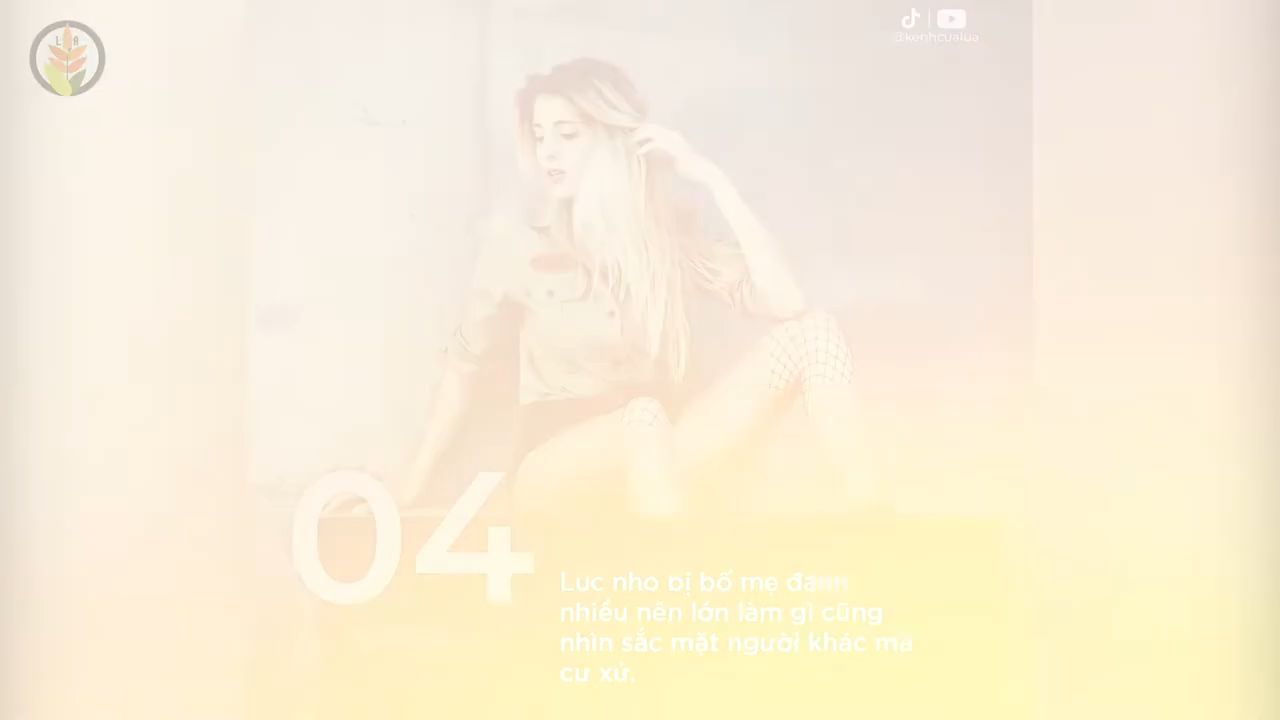 L A
@kenhcualua
04
Lúc nhỏ bị bố mẹ đánh
nhiều nên lớn làm gì cũng
nhìn sắc mặt người khác mà
cư xử.